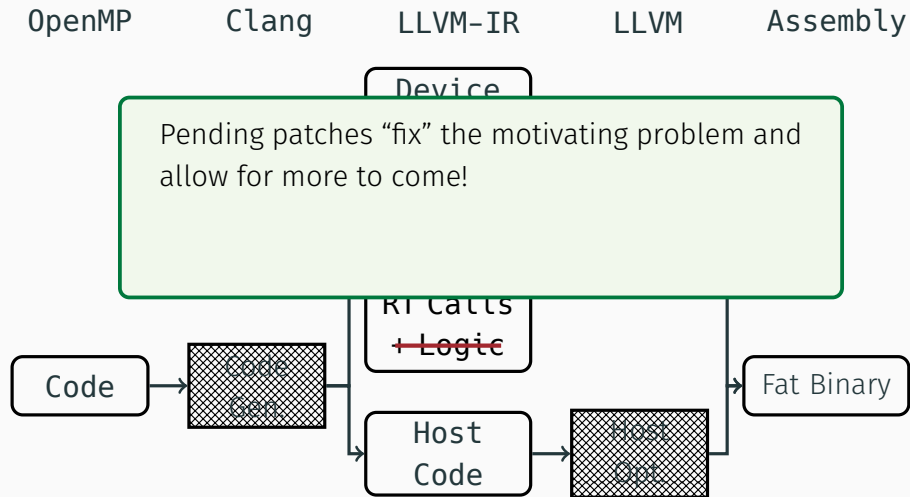 OpenMP Clang LLVM-IR LLVM Assembly
Device
Pending patches “fix” the motivating problem and
allow for more to come!
RT Calls
+ Logic
Code
Code
Gen.
Fat Binary
Host
Code
Host
Opt.